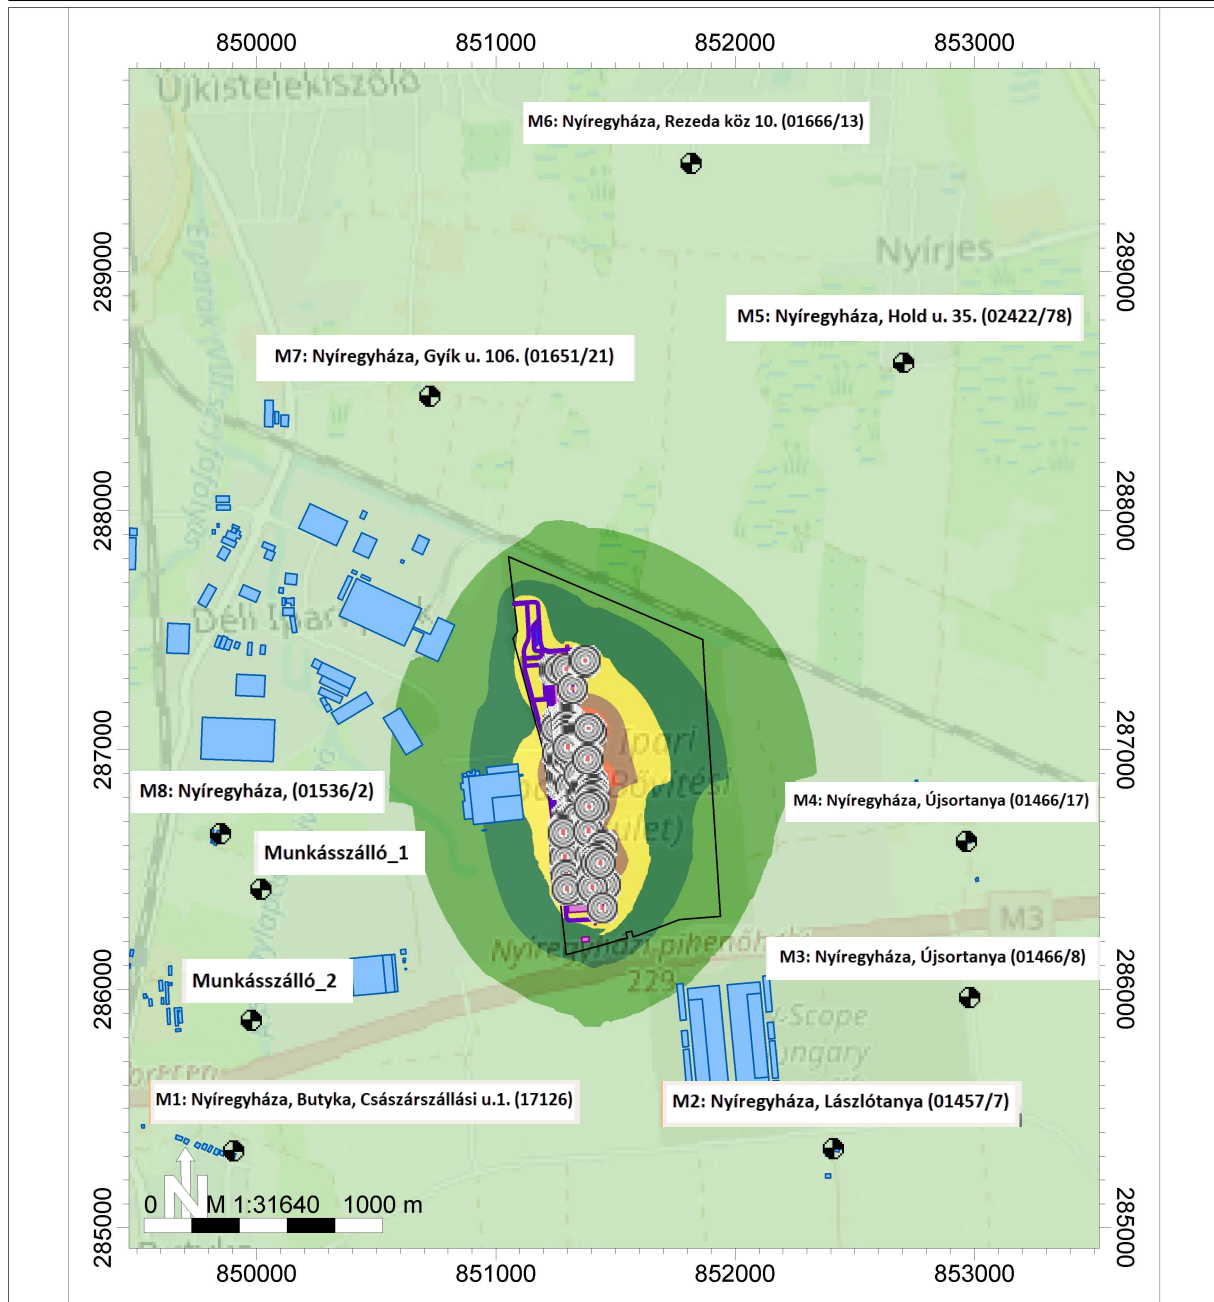 850000 851000 852000 853000
Újkistelekiszőlő
M6: Nyíregyháza, Rezeda köz 10. (01666/13)
Nyírjes
289000
289000
M5: Nyíregyháza, Hold u. 35. (02422/78)
M7: Nyíregyháza, Gyík u. 106. (01651/21)
288000
288000
Déli Ipari
k
Ipari
287000
287000
M8: Nyíregyháza, (01536/2)
M4: Nyíregyháza, Újsortanya (01466/17)
Munkásszálló_1
M3
Nyíregyházi pihenőhely
M3: Nyíregyháza, Újsortanya (01466/8)
229
Munkásszálló_2
286000
286000
-Scope
ungary
M1: Nyíregyháza, Butyka, Császárszállási u.1. (17126)
M2: Nyíregyháza, Lászlótanya (01457/7)
N
0 M 1:31640 1000 m
285000
285000
850000 851000 852000 853000